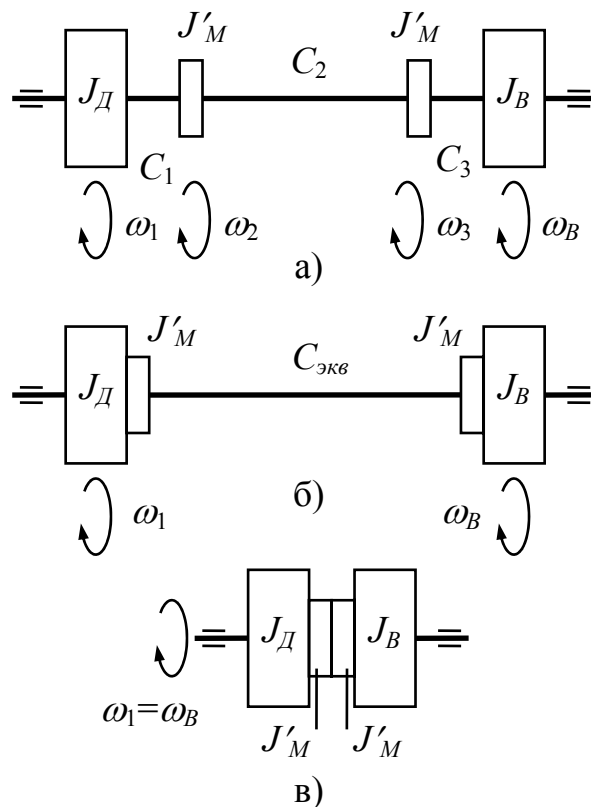 J′М J′М
C2
JД JВ
C1 C3
ω1 ω2 ω3 ωВ
а)
J′М J′М
Cэкв
JД JВ
ω1 ωВ
б)
JД JВ
ω1=ωВ
J′М J′М
в)